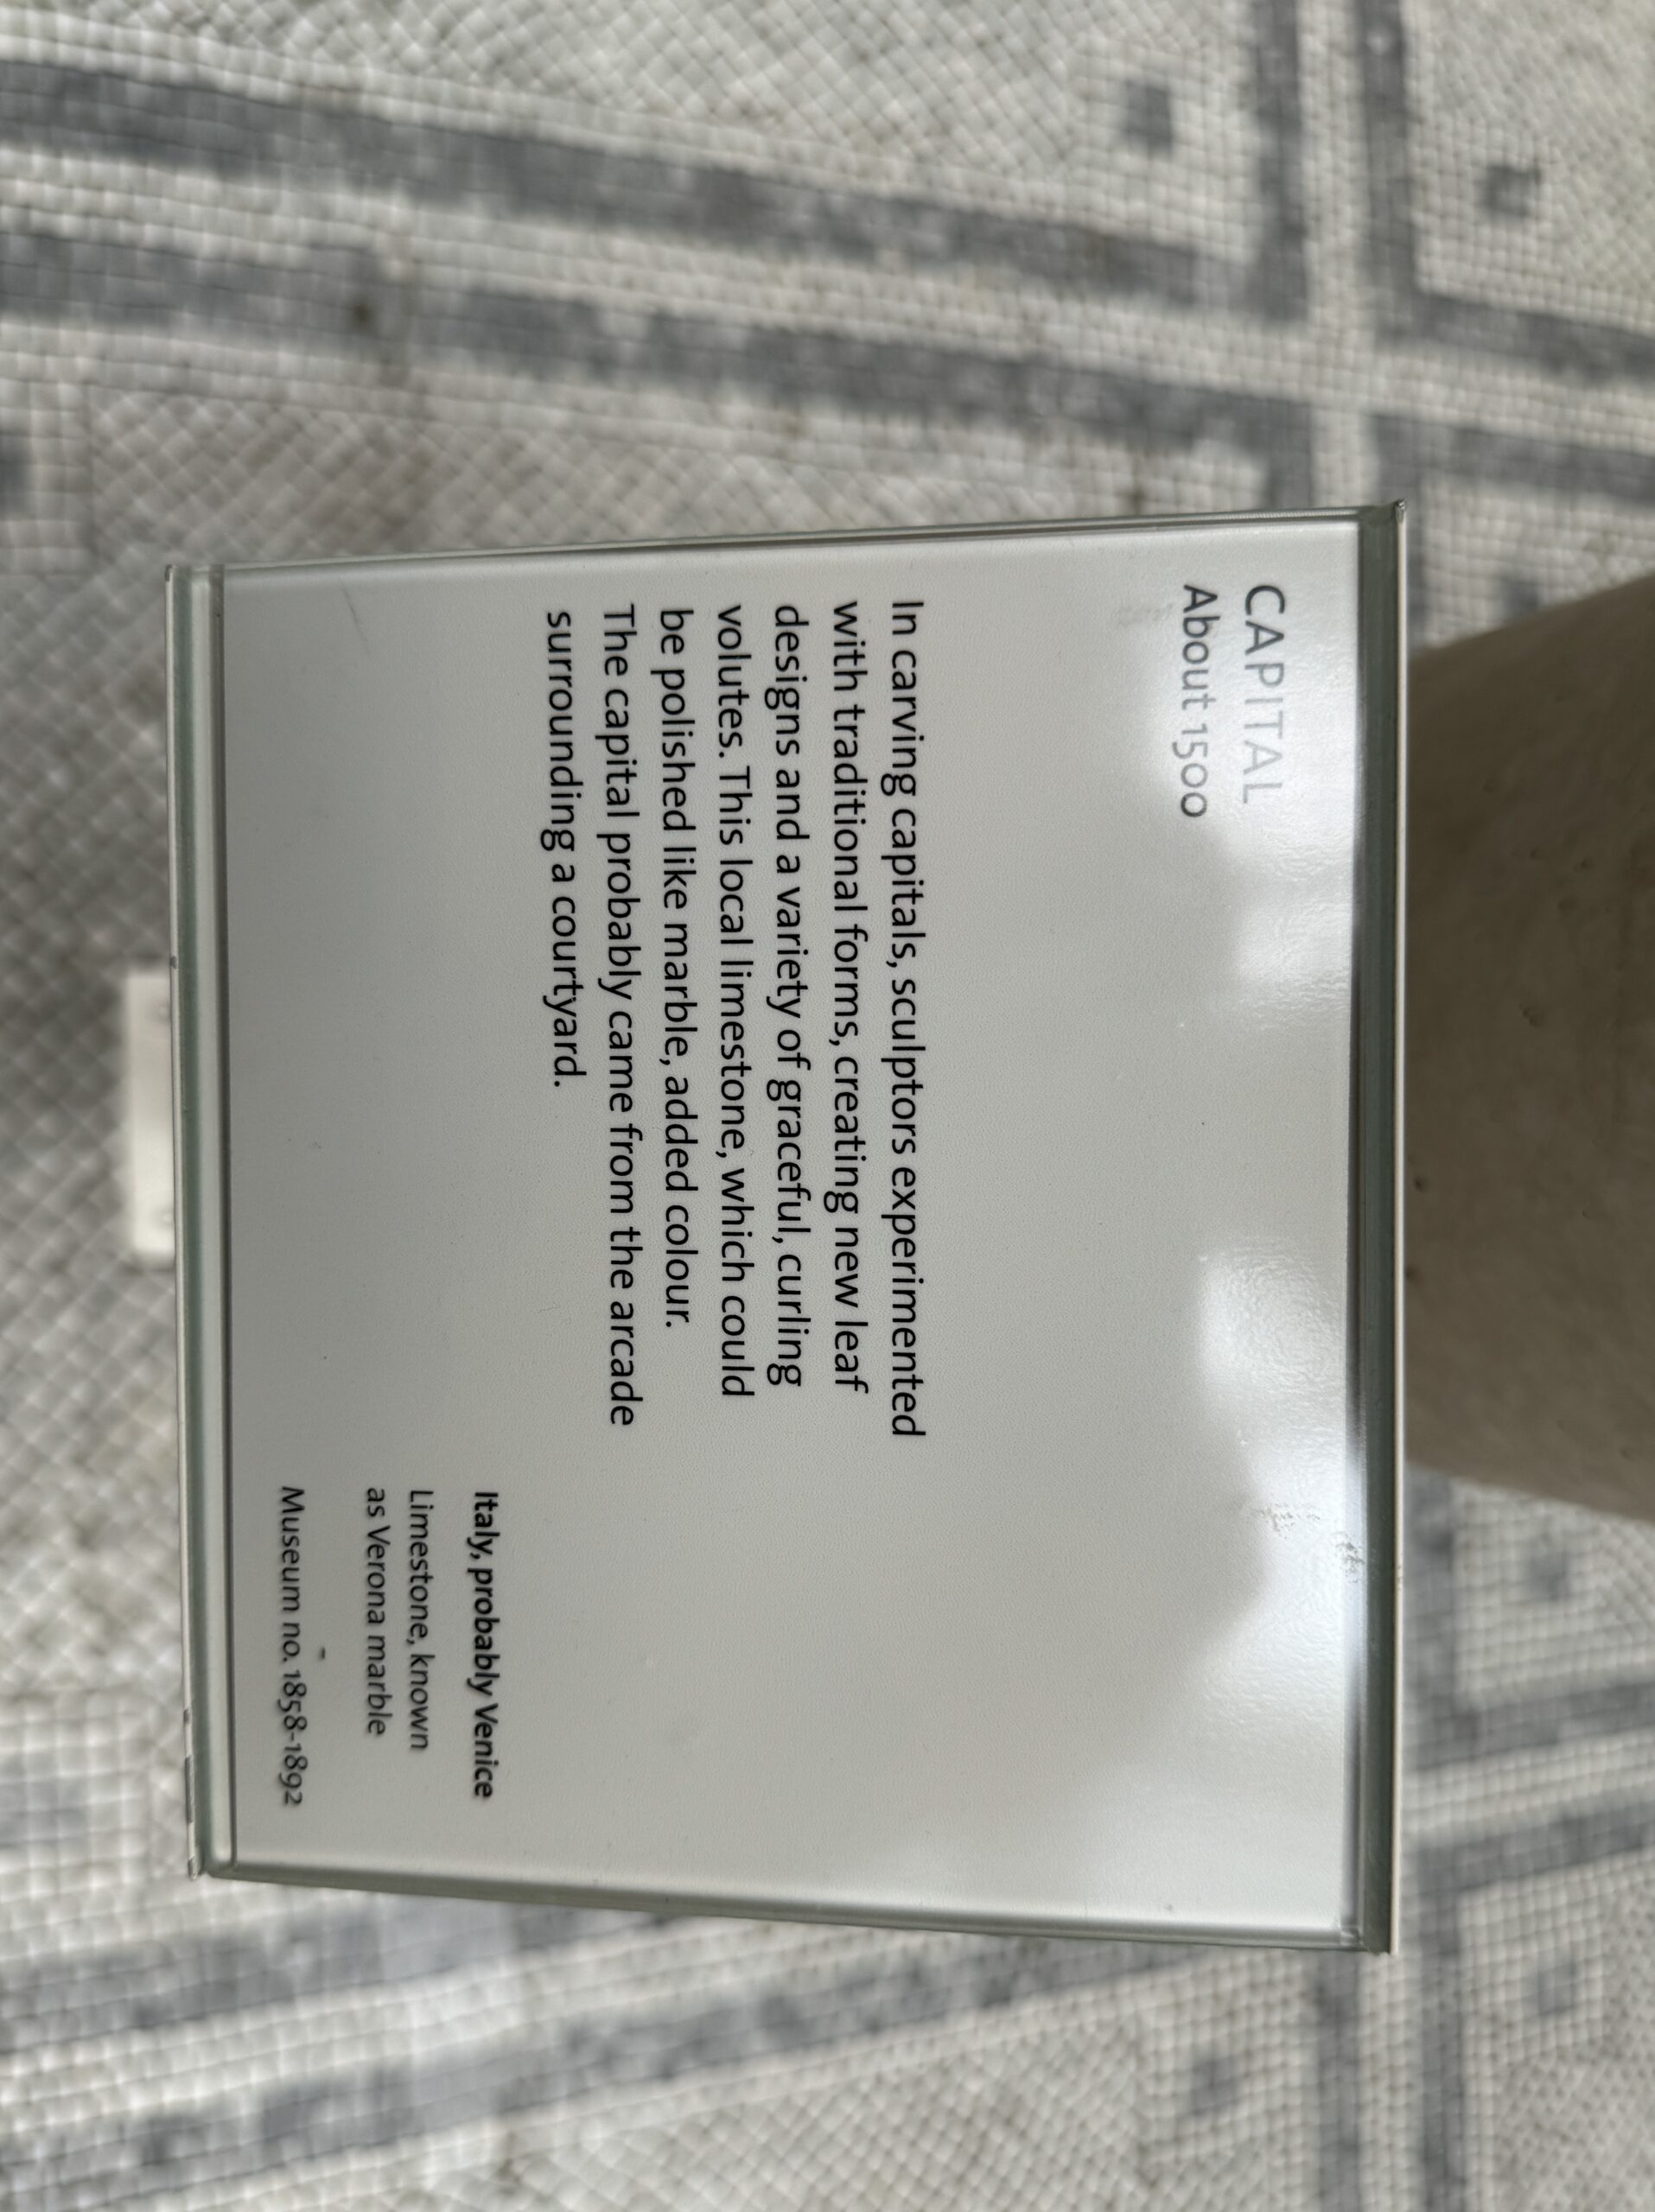 CAPITAL
About 1500
In carving capitals, sculptors experimented
with traditional forms, creating new leaf
designs and a variety of graceful, curling
volutes. This local limestone, which could
be polished like marble, added colour.
The capital probably came from the arcade
surrounding a courtyard.
Italy, probably Venice
Limestone, known
as Verona marble
Museum no. 1858-1892